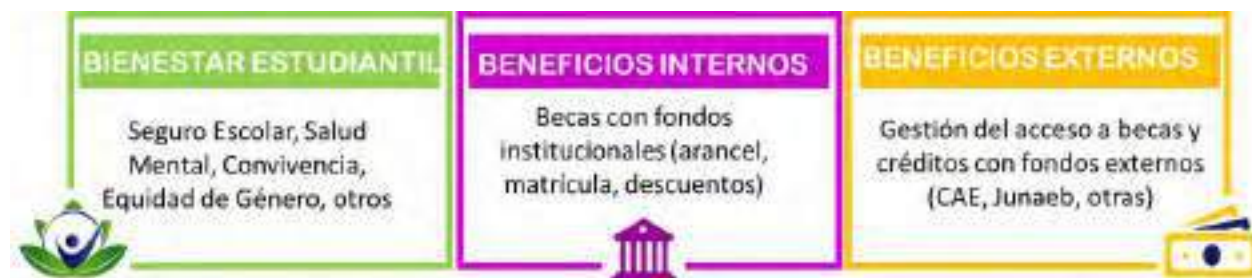 BIENESTAR ESTUDIANTIL
Seguro Escolar, Salud
Mental, Convivencia,
Equidad de Género, otros
BENEFICIOS INTERNOS
Becas con fondos
institucionales (arancel,
matrícula, descuentos)
BENEFICIOS EXTERNOS
Gestión del acceso a becas y
créditos con fondos externos
(CAE, Junaeb, otras)